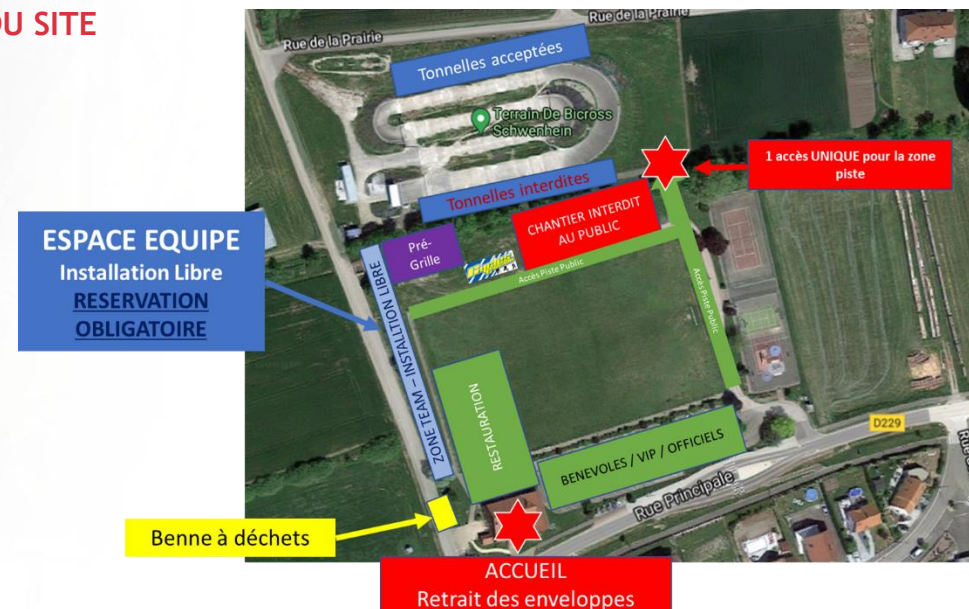 DU SITE
Rue de la Prairie
Rue de la Prairie
Tonnelles acceptées
Terrain De Bicross
Schwenhein
Tonnelles interdites
1 accès UNIQUE pour la zone
piste
CHANTIER INTERDIT
AU PUBLIC
Pré-
Grille
Accès Piste Public
Accès Piste Public
ESPACE EQUIPE
Installation Libre
RESERVATION
OBLIGATOIRE
ZONE TEAM – INSTALLTION LIBRE
RESTAURATION
BENEVOLES / VIP / OFFICIELS
D229
Rue Principale
Benne à déchets
ACCUEIL
Retrait des enveloppes